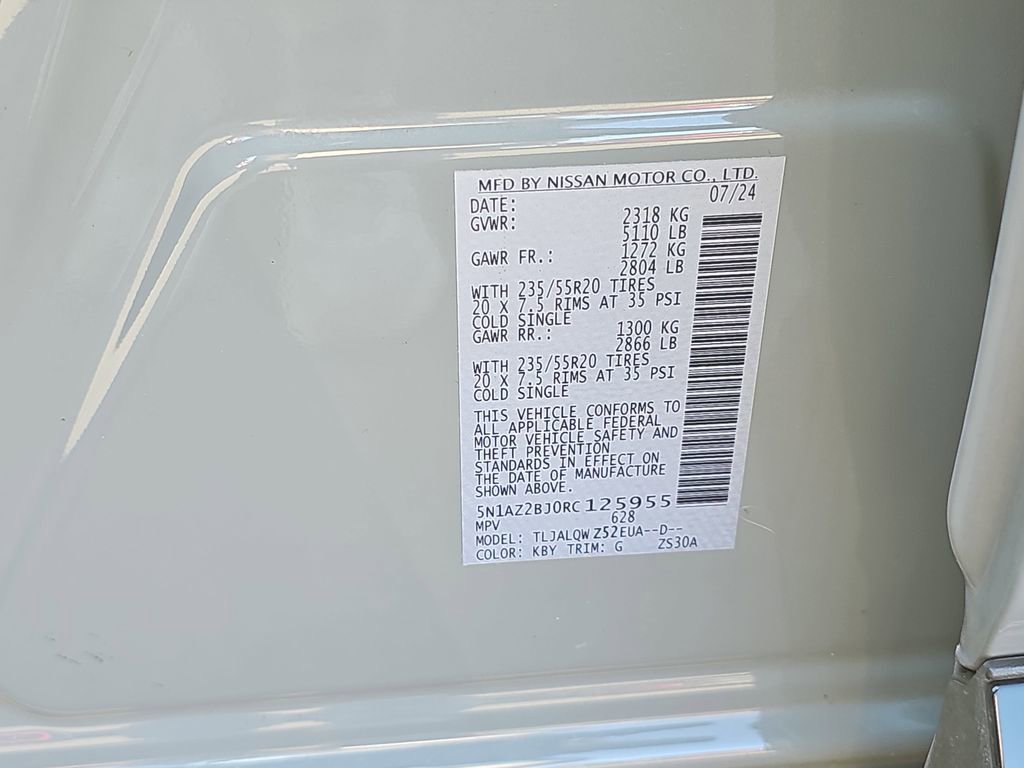 MFD BY NISSAN MOTOR CO., LTD.
DATE: 07/24
GVWR: 2318 KG
5110 LB
GAWR FR.: 1272 KG
2804 LB
WITH 235/55R20 TIRES
20 X 7.5 RIMS AT 35 PSI
COLD SINGLE
GAWR RR.: 1300 KG
2866 LB
WITH 235/55R20 TIRES
20 X 7.5 RIMS AT 35 PSI
COLD SINGLE
THIS VEHICLE CONFORMS TO
ALL APPLICABLE FEDERAL
MOTOR VEHICLE SAFETY AND
THEFT PREVENTION
STANDARDS IN EFFECT ON
THE DATE OF MANUFACTURE
SHOWN ABOVE.
5N1AZ2BJ0RC125955
MPV 628
MODEL: TLJALQWZ52EUA--D--
COLOR: KBY TRIM: G ZS30A